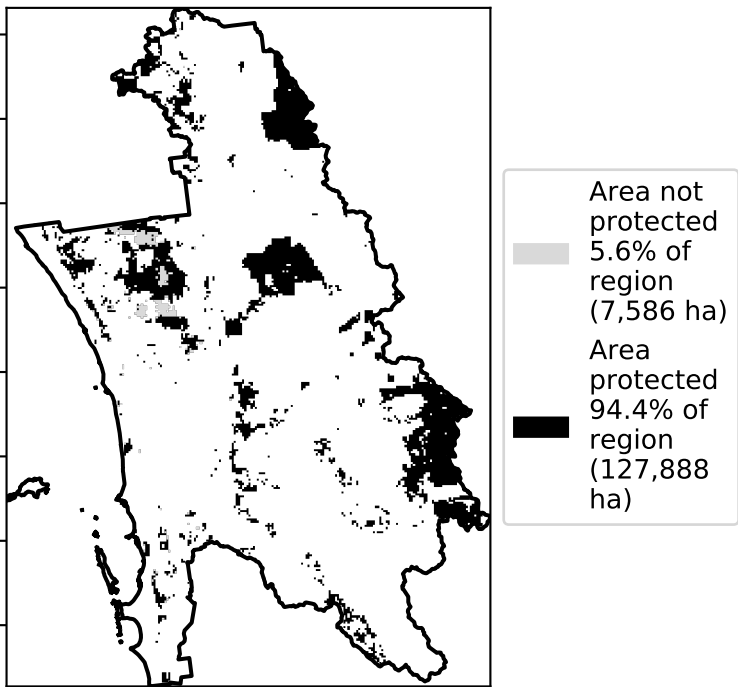 Area not
protected
5.6% of
region
(7,586 ha)
Area
protected
94.4% of
region
(127,888
ha)